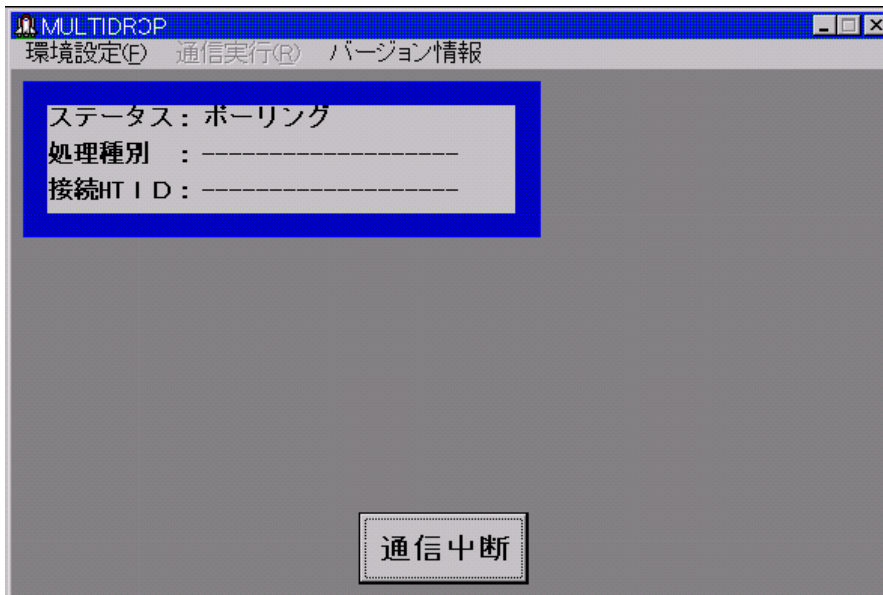 MULTIDROP
環境設定(F) 通信実行(R) バージョン情報
ステータス：ポーリング
処理種別 ：-------------------
接続HTＩＤ：-------------------
通信中断